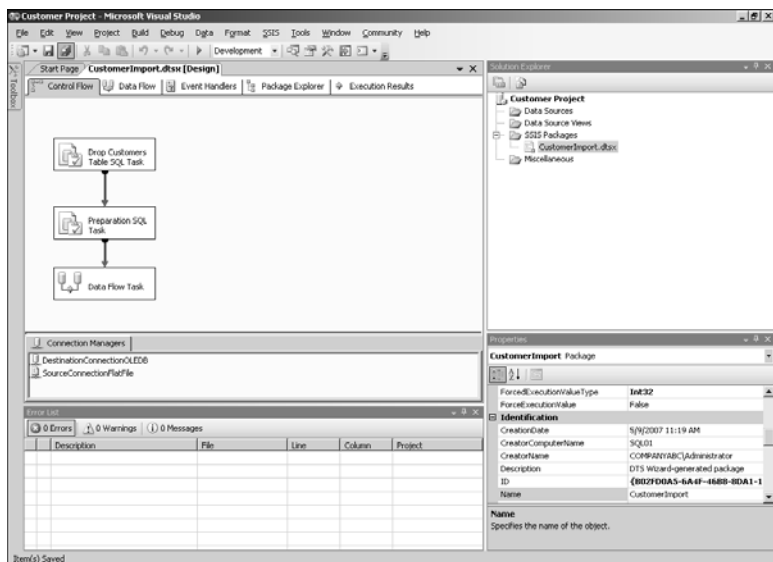 Customer Project - Microsoft Visual Studio
File Edit View Project Build Debug Data Format SSIS Tools Window Community Help
Development
Toolbox
Start Page CustomerImport.dtsx [Design]
Control Flow Data Flow Event Handlers Package Explorer Execution Results
Drop Customers
Table SQL Task
Preparation SQL
Task
Data Flow Task
Connection Managers
DestinationConnectionOLEDB
SourceConnectionFlatFile
Error List
0 Errors 0 Warnings 0 Messages
Description File Line Column Project
Solution Explorer
Customer Project
Data Sources
Data Source Views
SSIS Packages
CustomerImport.dtsx
Miscellaneous
Properties
CustomerImport Package
ForcedExecutionValueType Int32
ForceExecutionValue False
Identification
CreationDate 5/9/2007 11:19 AM
CreatorComputerName SQL01
CreatorName COMPANYABC\Administrator
Description DTS Wizard-generated package
ID {B02FD0A5-6A4F-46B8-8DA1-1
Name CustomerImport
Name
Specifies the name of the object.
Item(s) Saved